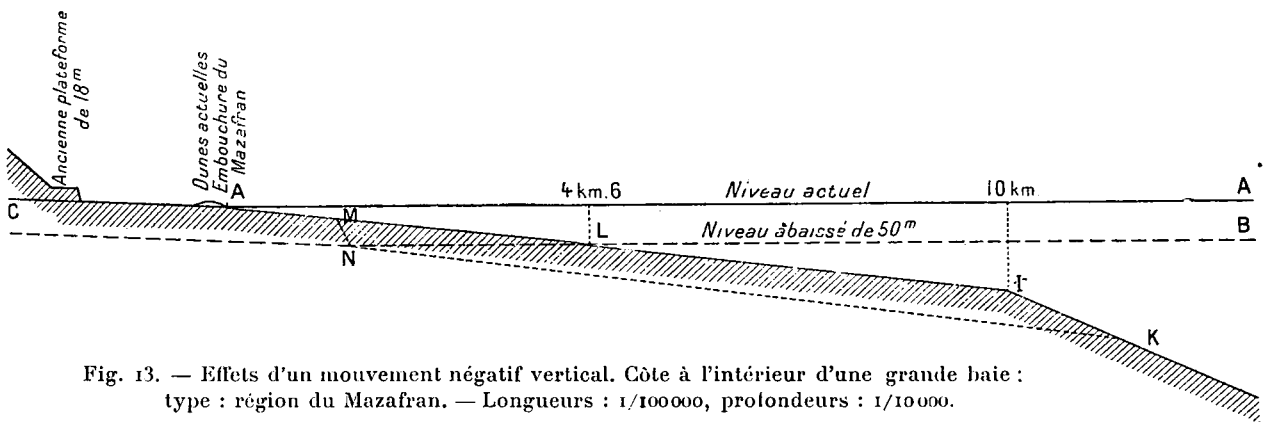 Ancienne plateforme
de 18m
Dunes actuelles
Embouchure du
Mazafran
A
4 km.6
Niveau actuel
10 km.
A
C
M
L
Niveau abaissé de 50m
B
N
I
K
Fig. 13. — Effets d'un mouvement négatif vertical. Côte à l'intérieur d'une grande baie :
type : région du Mazafran. — Longueurs : 1/100000, profondeurs : 1/10000.